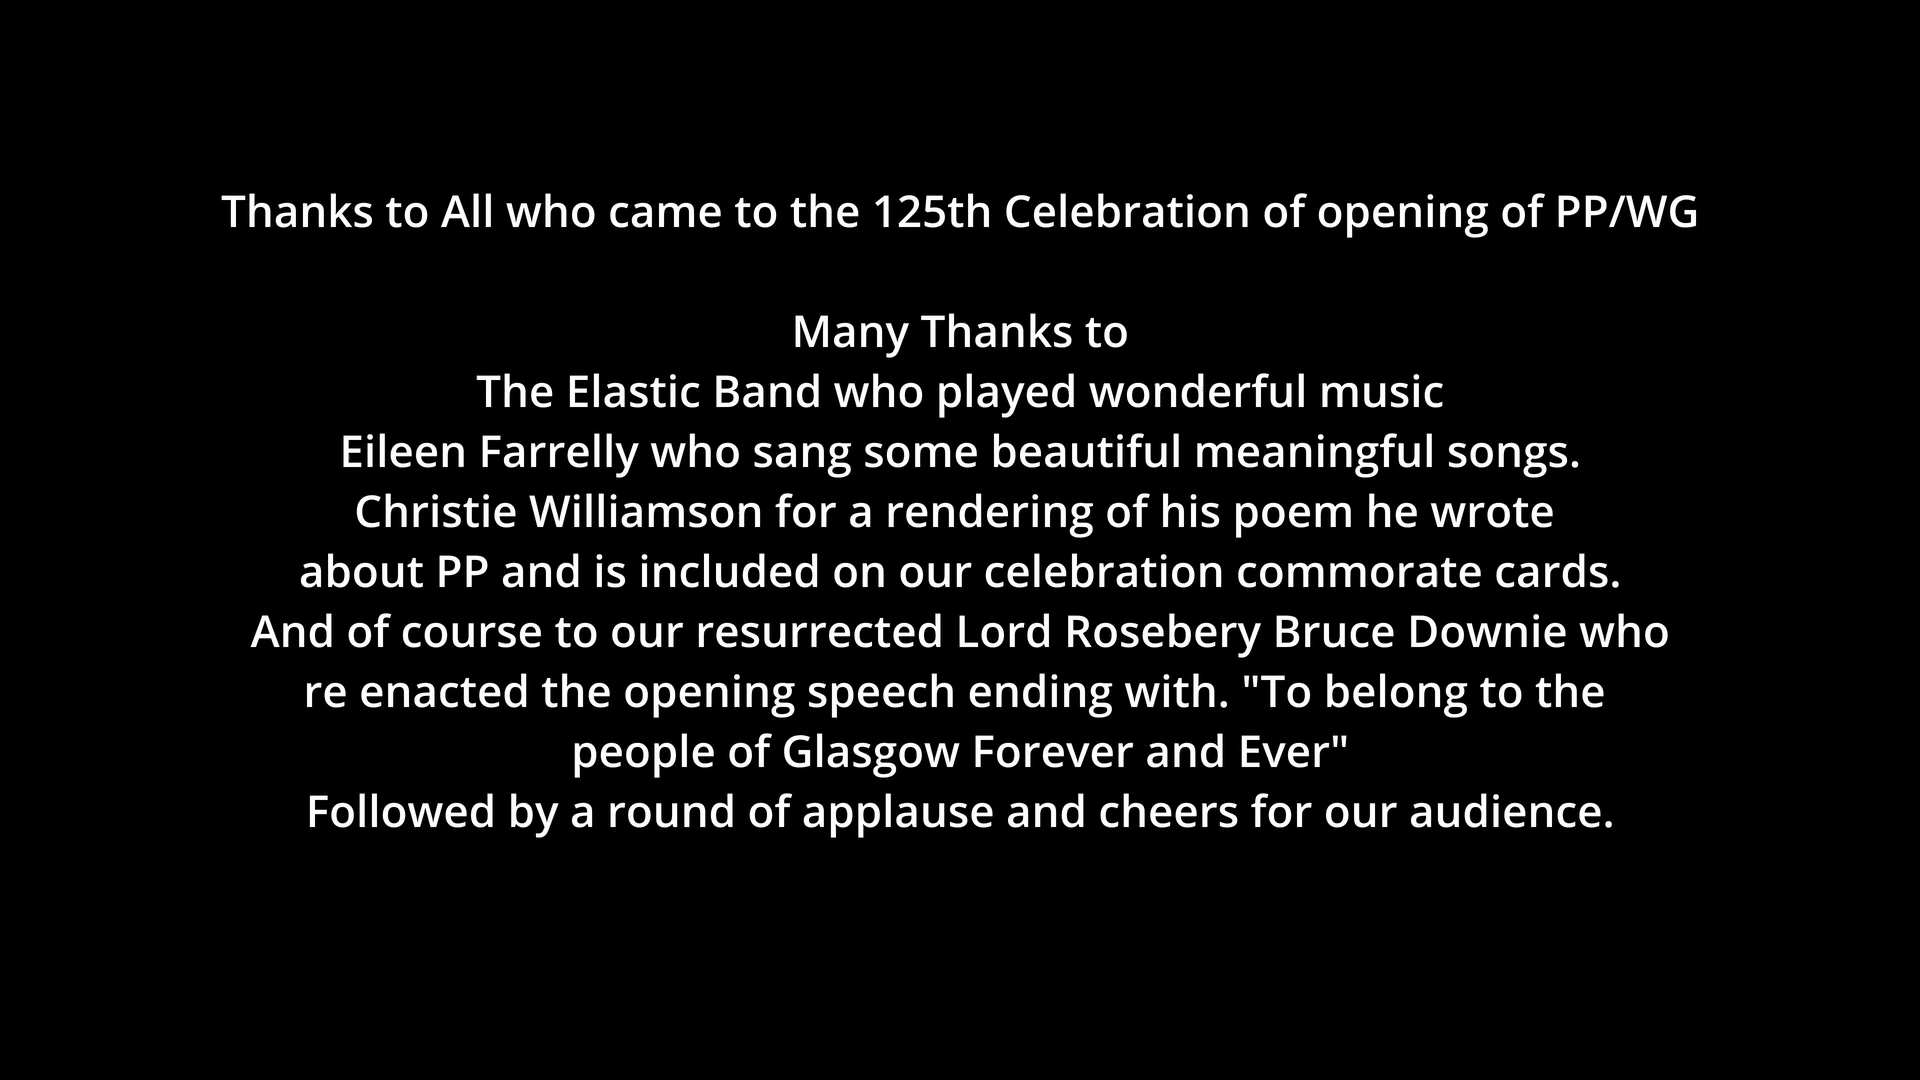 Thanks to All who came to the 125th Celebration of opening of PP/WG
Many Thanks to
The Elastic Band who played wonderful music
Eileen Farrelly who sang some beautiful meaningful songs.
Christie Williamson for a rendering of his poem he wrote
about PP and is included on our celebration commorate cards.
And of course to our resurrected Lord Rosebery Bruce Downie who
re enacted the opening speech ending with. "To belong to the
people of Glasgow Forever and Ever"
Followed by a round of applause and cheers for our audience.